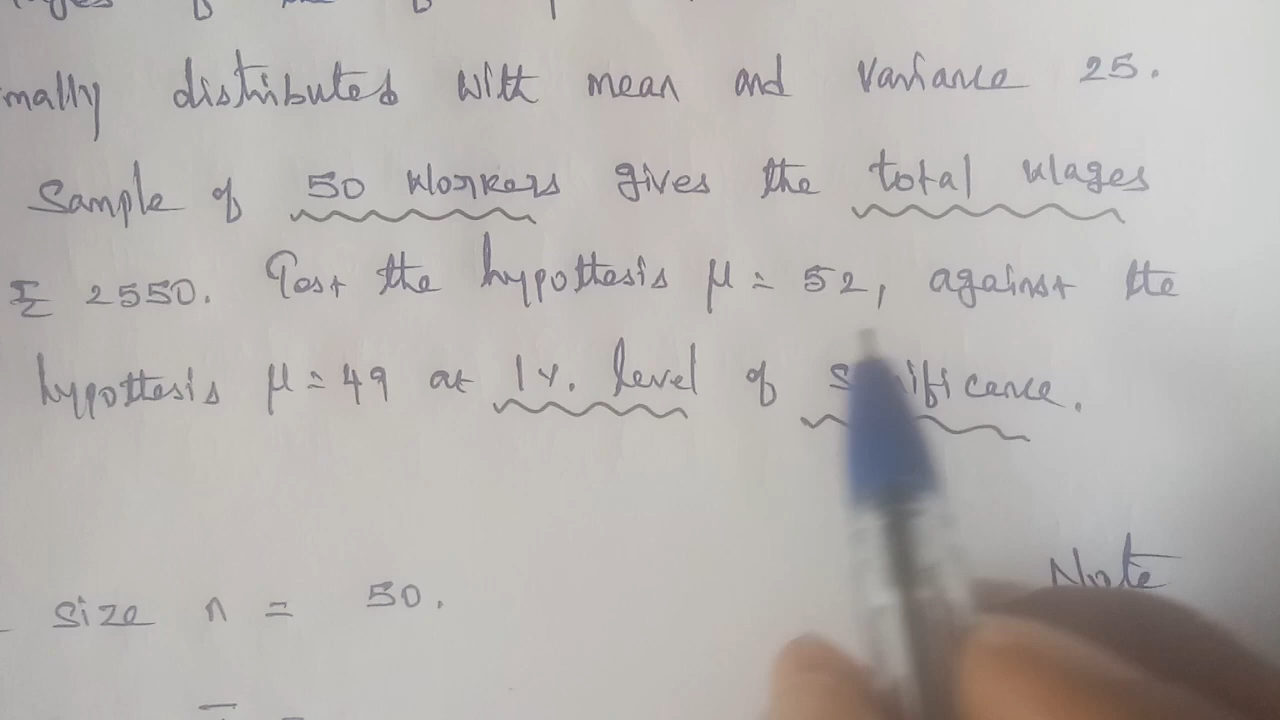 mally distributed with mean and variance 25.
Sample of 50 workers gives the total wages
Σ 2550. Test the hypothesis μ = 52, against the
hypothesis μ = 49 at 1%. level of significance.
Note
size n = 50.